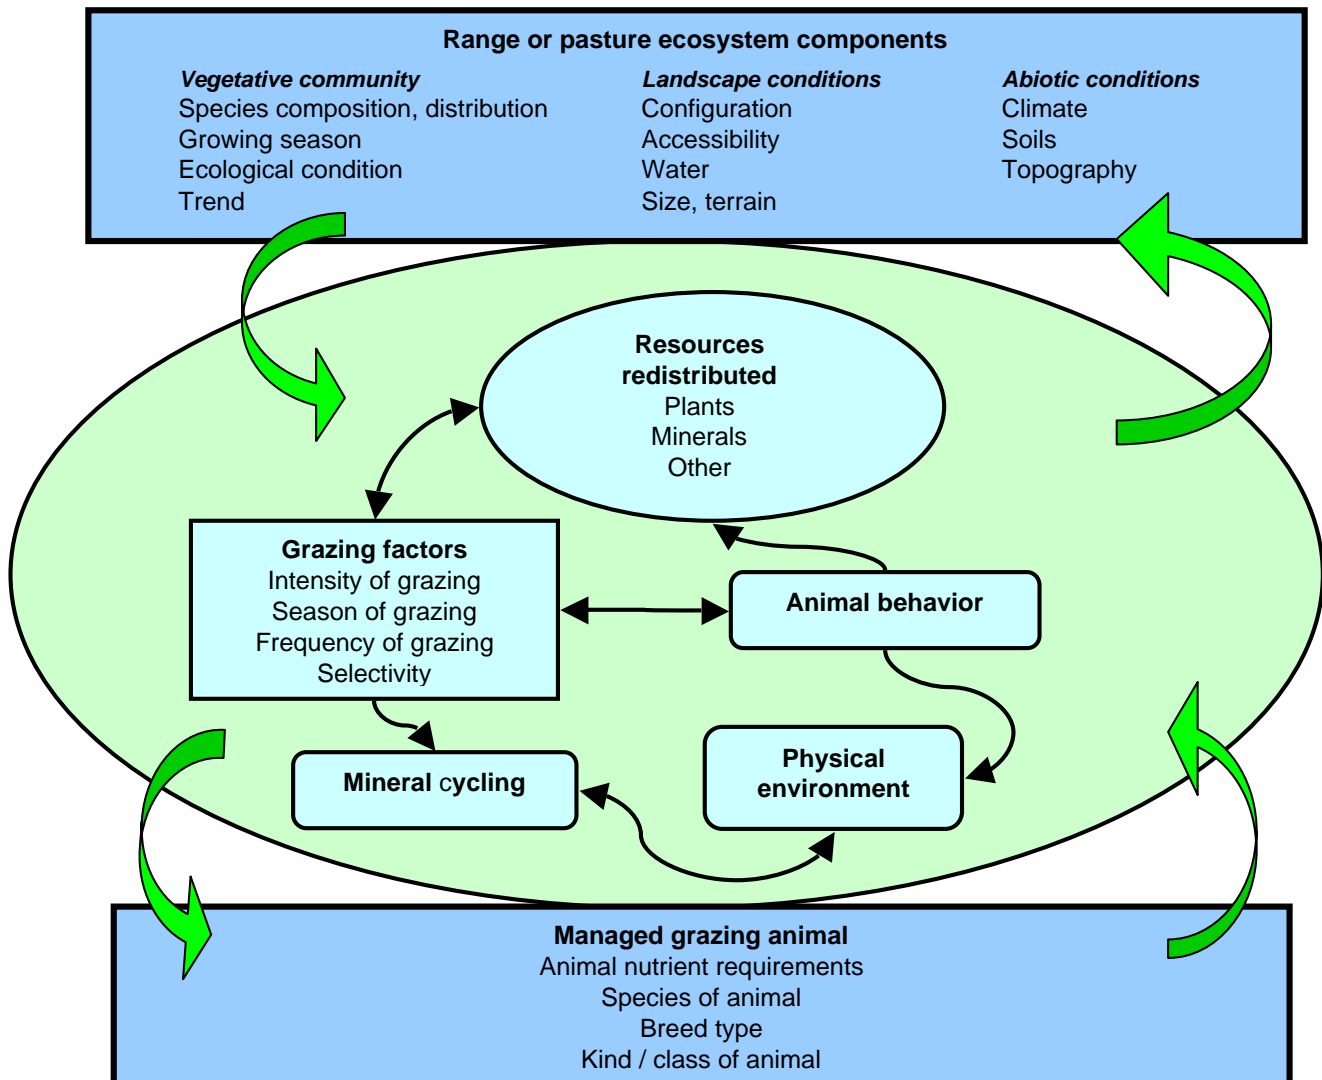 Range or pasture ecosystem components
Vegetative community
Species composition, distribution
Growing season
Ecological condition
Trend
Landscape conditions
Configuration
Accessibility
Water
Size, terrain
Abiotic conditions
Climate
Soils
Topography
Resources
redistributed
Plants
Minerals
Other
Grazing factors
Intensity of grazing
Season of grazing
Frequency of grazing
Selectivity
Animal behavior
Mineral cycling
Physical
environment
Managed grazing animal
Animal nutrient requirements
Species of animal
Breed type
Kind / class of animal